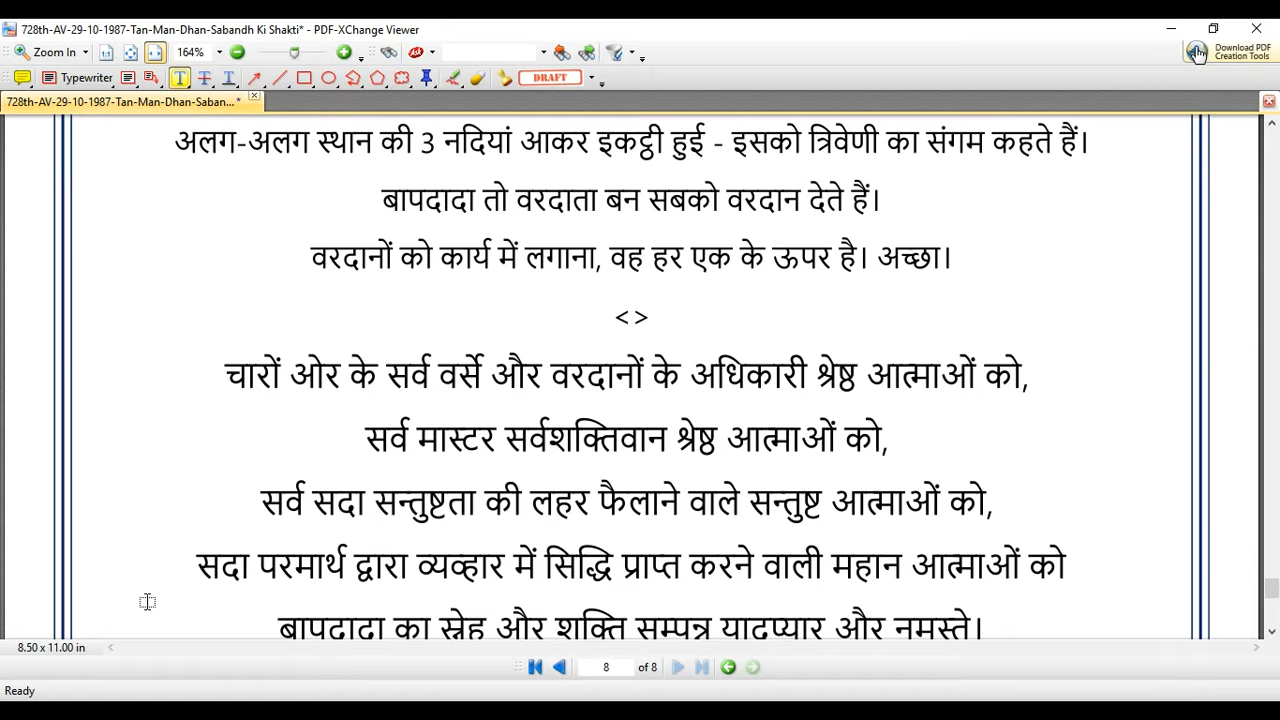 728th-AV-29-10-1987-Tan-Man-Dhan-Sabandh Ki Shakti* - PDF-XChange Viewer
Zoom In 164% Download PDF Creation Tools
Typewriter DRAFT
728th-AV-29-10-1987-Tan-Man-Dhan-Saban... *
अलग-अलग स्थान की 3 नदियां आकर इकट्ठी हुई - इसको त्रिवेणी का संगम कहते हैं।
बापदादा तो वरदाता बन सबको वरदान देते हैं।
वरदानों को कार्य में लगाना, वह हर एक के ऊपर है। अच्छा।
<>
चारों ओर के सर्व वर्से और वरदानों के अधिकारी श्रेष्ठ आत्माओं को,
सर्व मास्टर सर्वशक्तिवान श्रेष्ठ आत्माओं को,
सर्व सदा सन्तुष्टता की लहर फैलाने वाले सन्तुष्ट आत्माओं को,
सदा परमार्थ द्वारा व्यव्हार में सिद्धि प्राप्त करने वाली महान आत्माओं को
बापदादा का स्नेह और शक्ति सम्पन्न यादप्यार और नमस्ते।
8.50 x 11.00 in
8 of 8
Ready